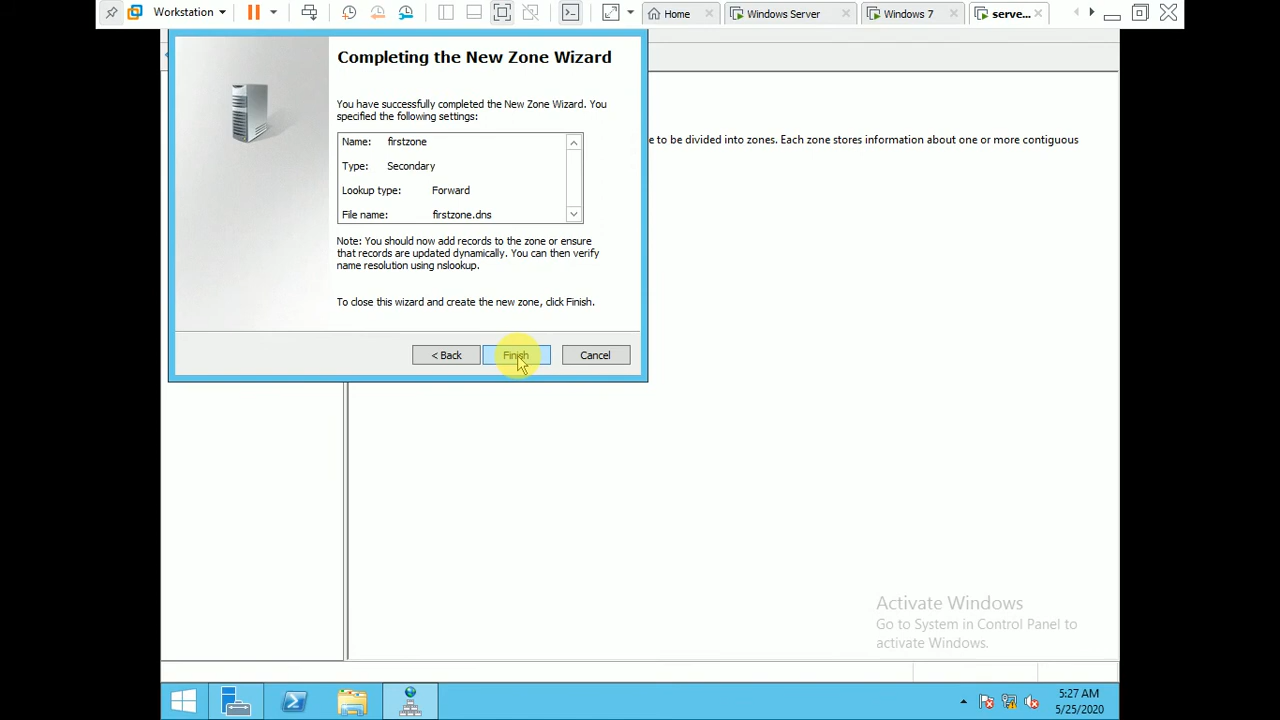 Workstation
Home
Windows Server
Windows 7
serve...
Completing the New Zone Wizard
You have successfully completed the New Zone Wizard. You
specified the following settings:
Name: firstzone
Type: Secondary
Lookup type: Forward
File name: firstzone.dns
Note: You should now add records to the zone or ensure
that records are updated dynamically. You can then verify
name resolution using nslookup.
To close this wizard and create the new zone, click Finish.
< Back
Finish
Cancel
e to be divided into zones. Each zone stores information about one or more contiguous
Activate Windows
Go to System in Control Panel to
activate Windows.
5:27 AM
5/25/2020